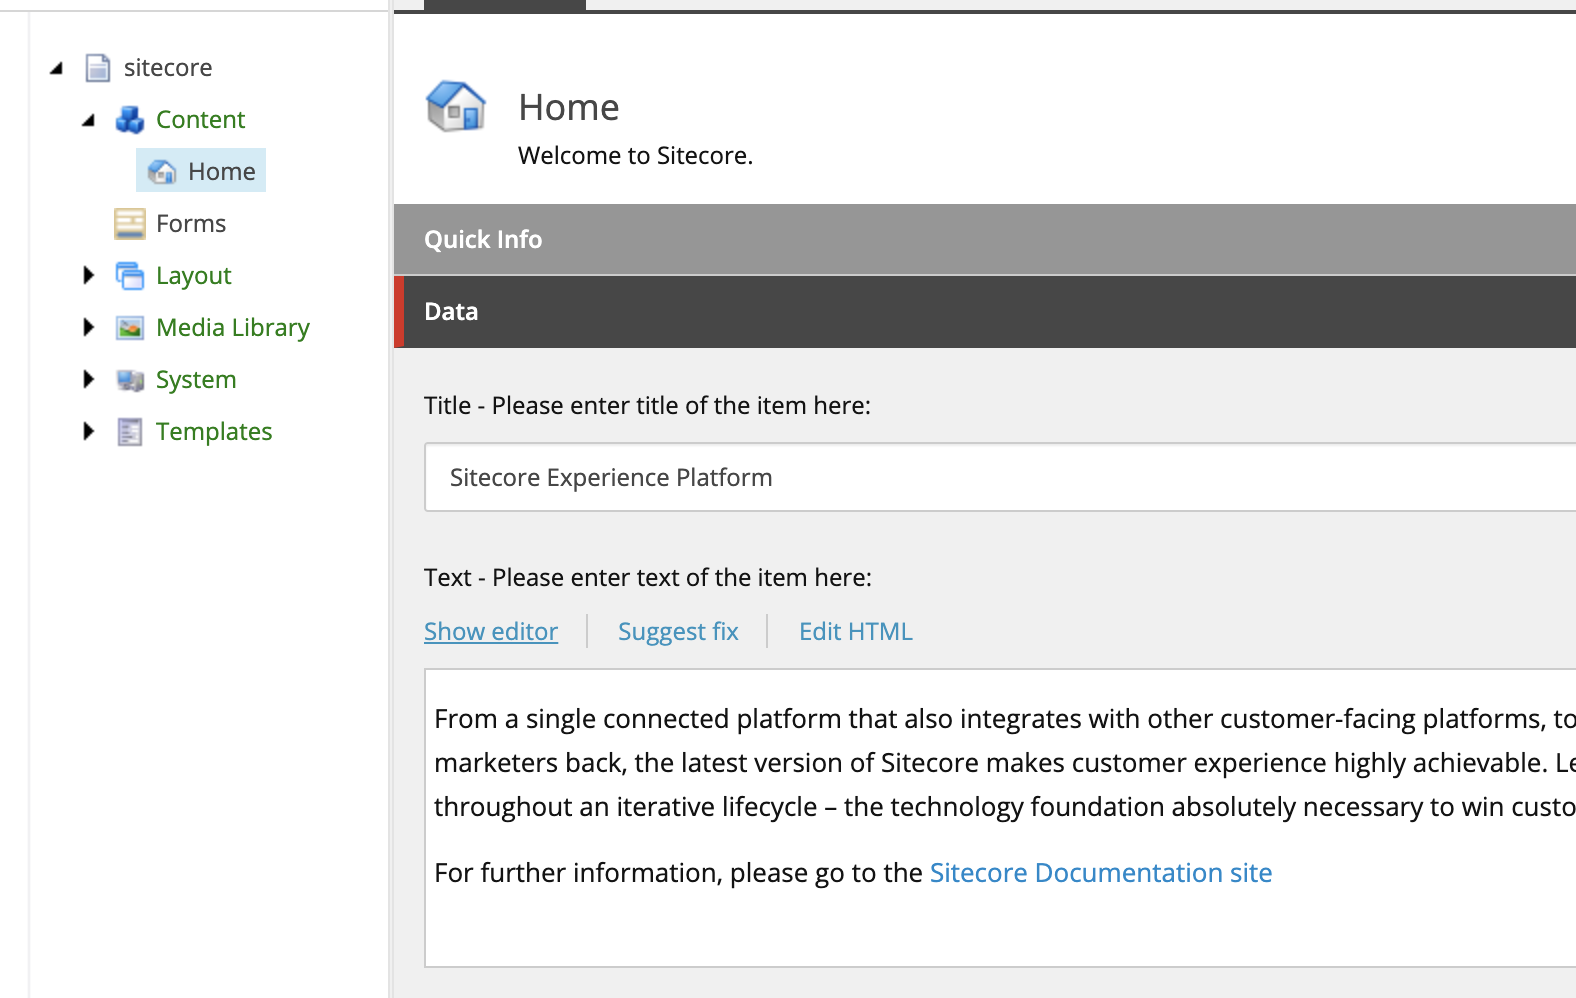 sitecore
Content
Home
Forms
Layout
Media Library
System
Templates
Home
Welcome to Sitecore.
Quick Info
Data
Title - Please enter title of the item here:
Sitecore Experience Platform
Text - Please enter text of the item here:
Show editor Suggest fix Edit HTML
From a single connected platform that also integrates with other customer-facing platforms, to
marketers back, the latest version of Sitecore makes customer experience highly achievable. Le
throughout an iterative lifecycle – the technology foundation absolutely necessary to win custo
For further information, please go to the Sitecore Documentation site